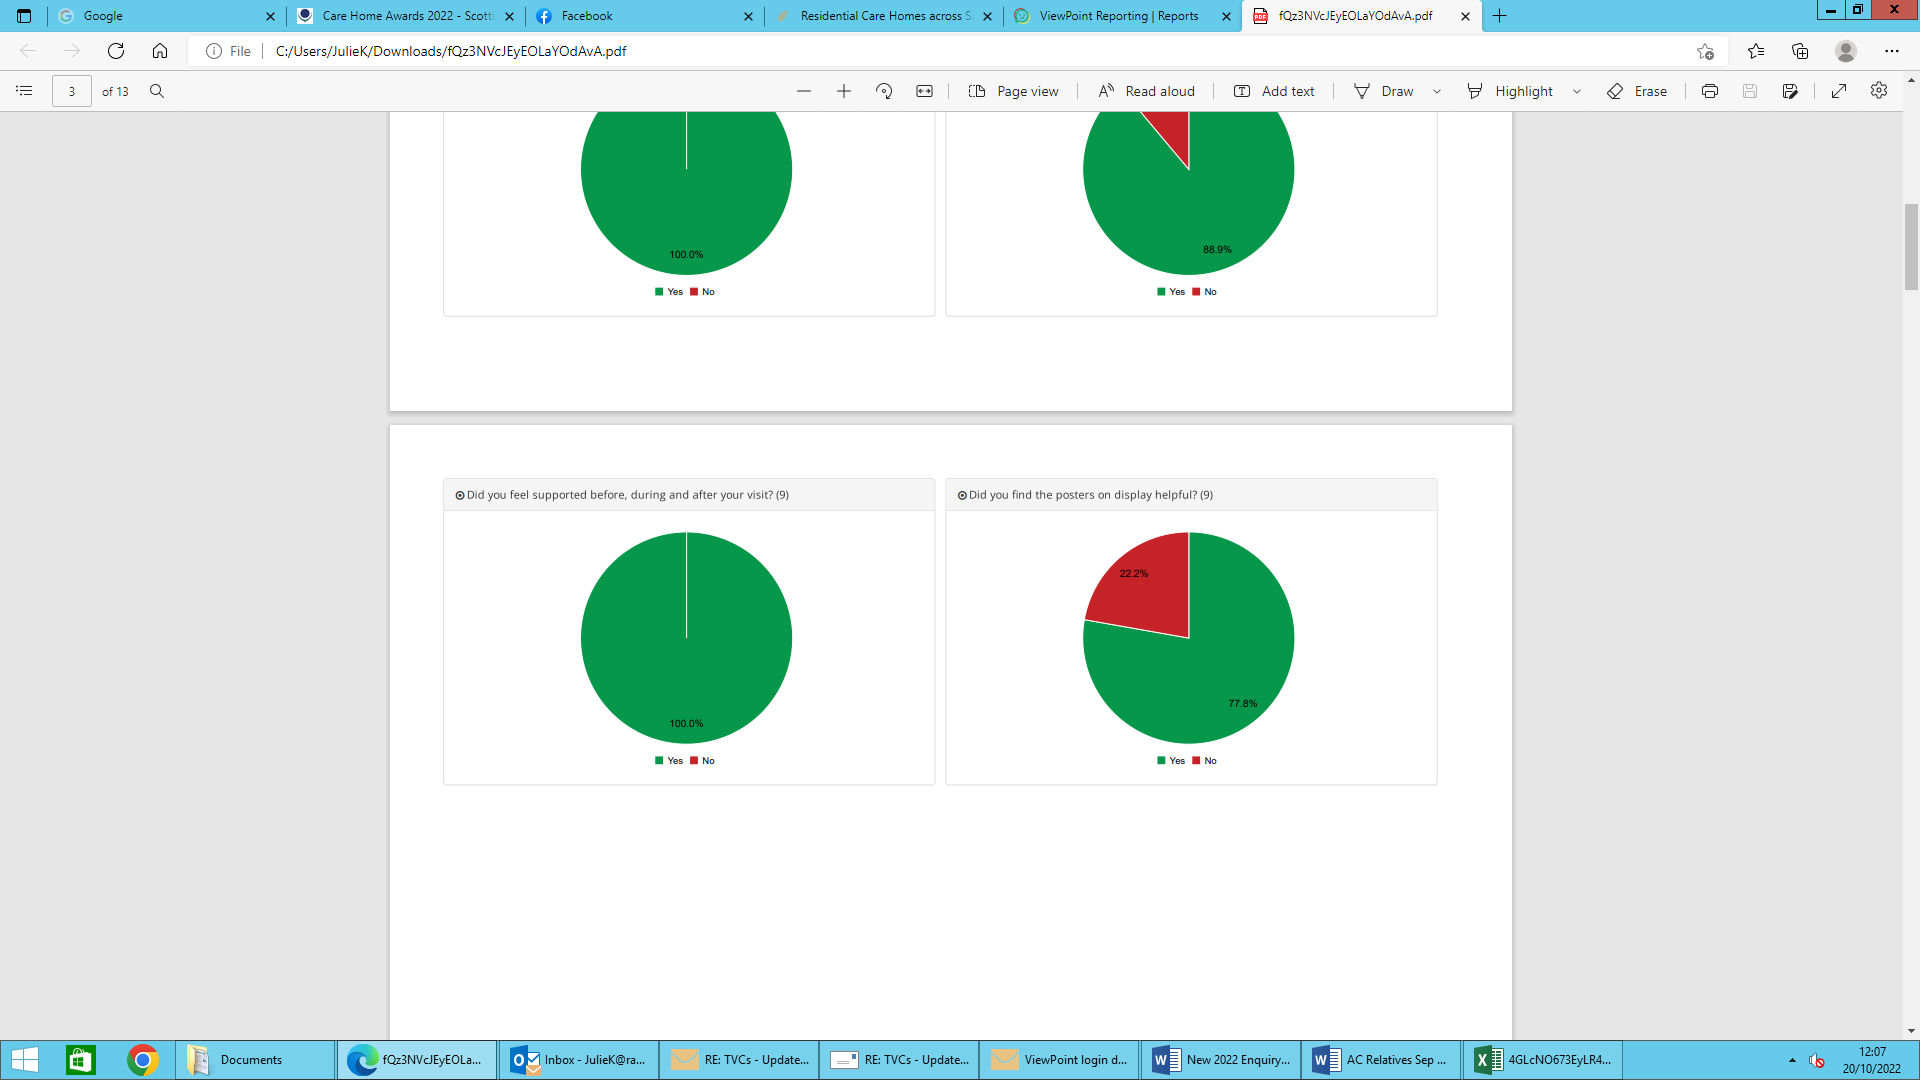 Google
Care Home Awards 2022 - Scotti
Facebook
Residential Care Homes across S
ViewPoint Reporting | Reports
fQz3NVcJEyEOLaYOdAvA.pdf
File
C:/Users/JulieK/Downloads/fQz3NVcJEyEOLaYOdAvA.pdf
3 of 13
Page view
Read aloud
Add text
Draw
Highlight
Erase
100.0%
Yes No
88.9%
Yes No
Did you feel supported before, during and after your visit? (9)
100.0%
Yes No
Did you find the posters on display helpful? (9)
22.2%
77.8%
Yes No
Documents
fQz3NVcJEyEOLa...
Inbox - JulieK@ra...
RE: TVCs - Update...
RE: TVCs - Update...
ViewPoint login d...
New 2022 Enquiry...
AC Relatives Sep ...
4GLcNO673EyLR4...
12:07
20/10/2022